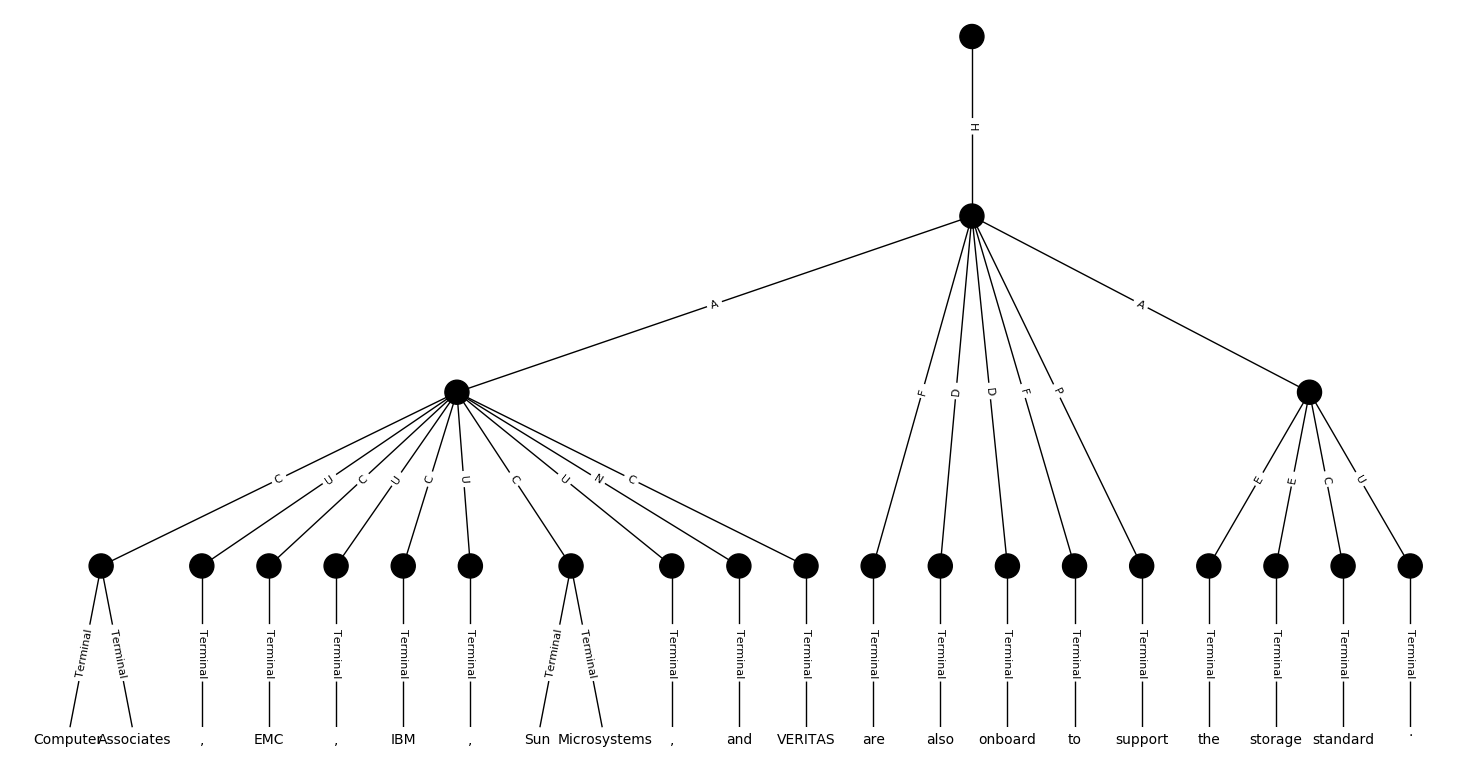 H
A A
F D D F P
C U C U C U C U N C E E C U
Terminal Terminal Terminal Terminal Terminal Terminal Terminal Terminal Terminal Terminal Terminal Terminal Terminal Terminal Terminal Terminal Terminal Terminal Terminal Terminal Terminal
Computer Associates , EMC , IBM , Sun Microsystems , and VERITAS are also onboard to support the storage standard .